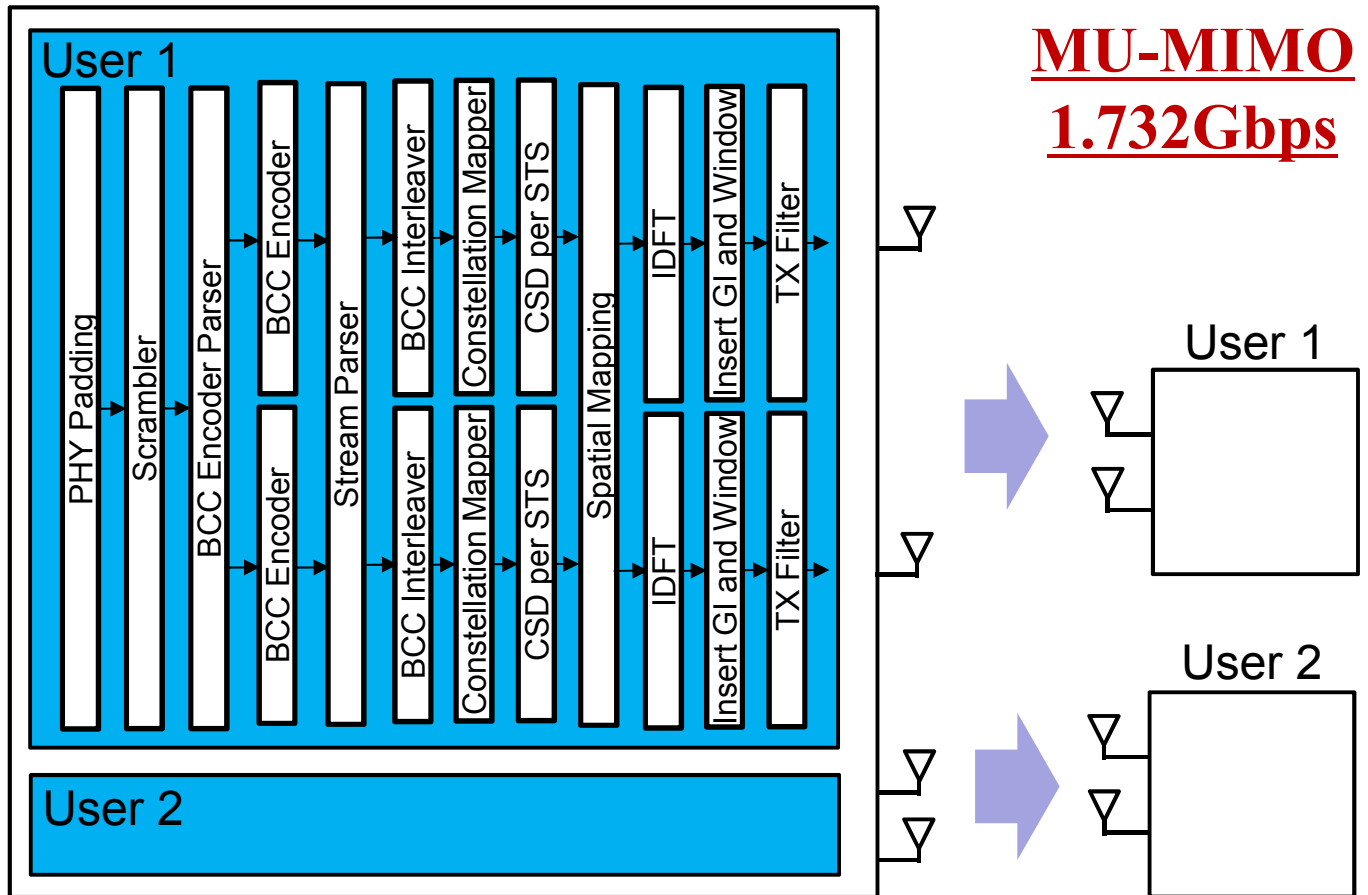 User 1
PHY Padding
Scrambler
BCC Encoder Parser
BCC Encoder
BCC Encoder
Stream Parser
BCC Interleaver
BCC Interleaver
Constellation Mapper
Constellation Mapper
CSD per STS
CSD per STS
Spatial Mapping
IDFT
IDFT
Insert GI and Window
Insert GI and Window
TX Filter
TX Filter
User 2
MU-MIMO
1.732Gbps
User 1
User 2